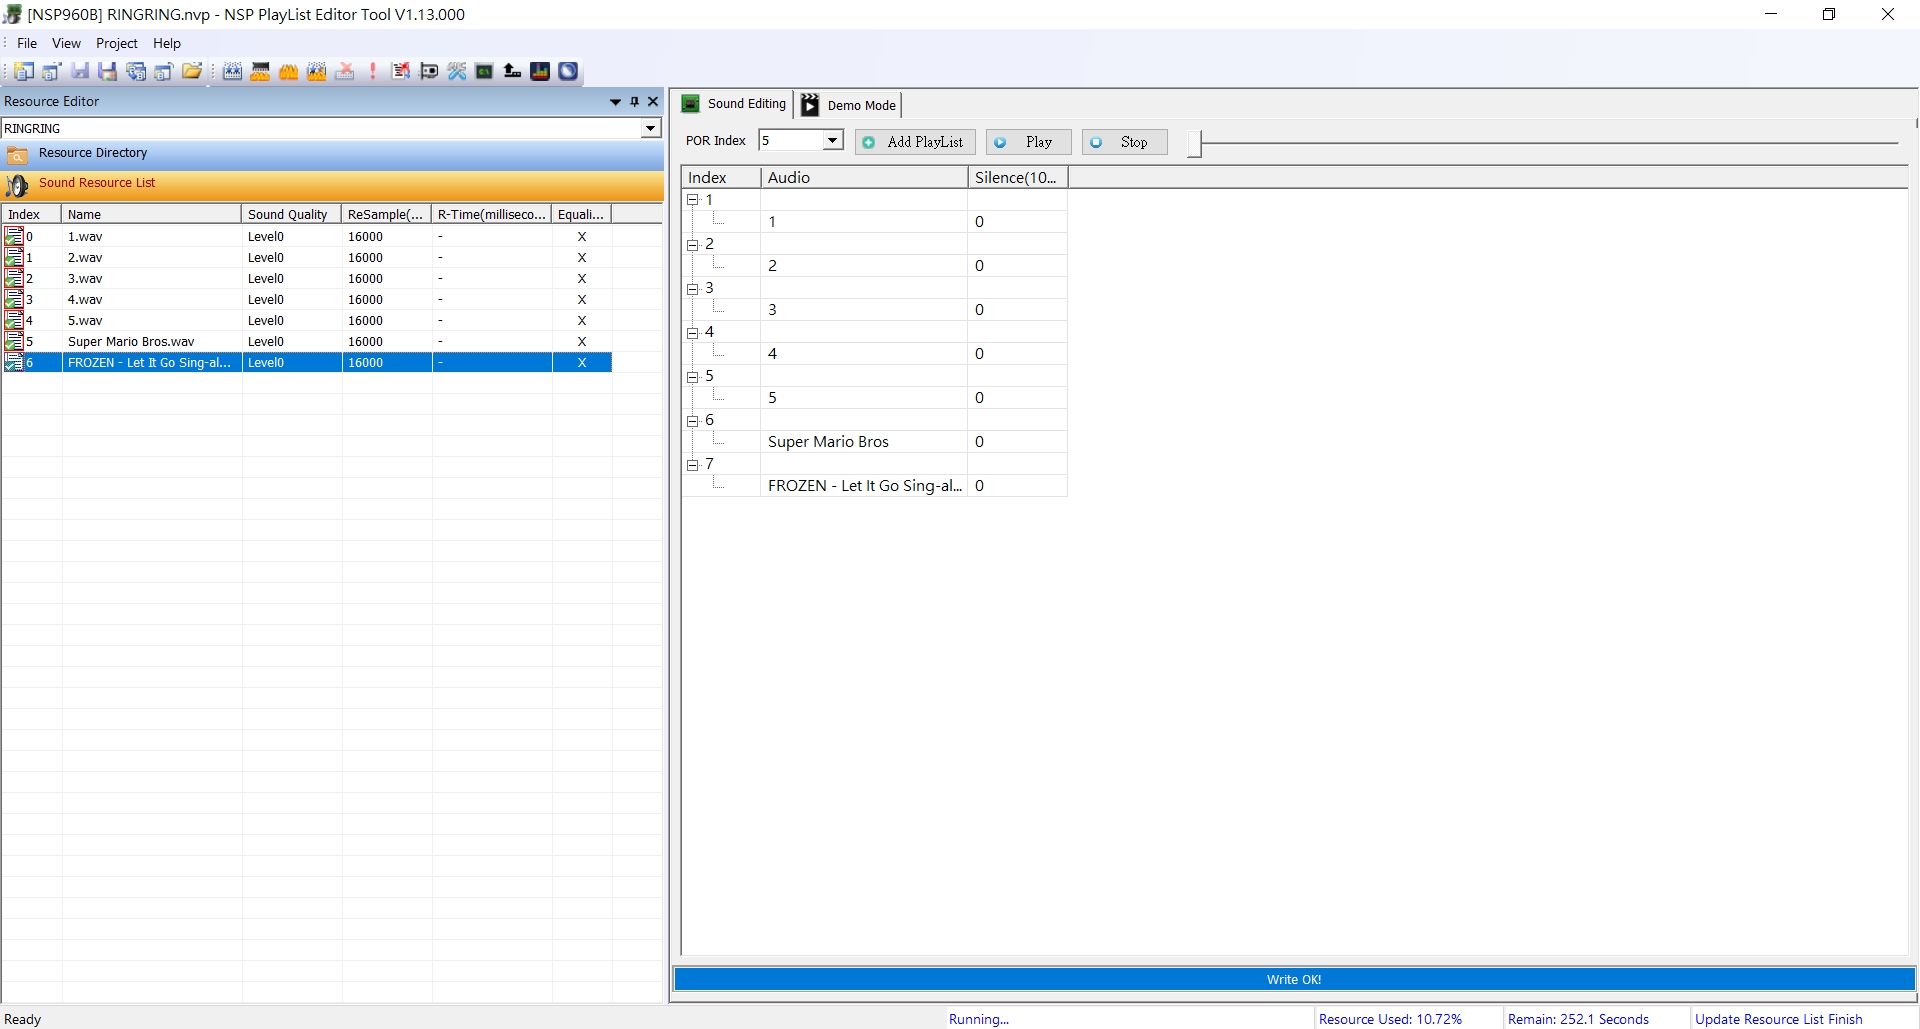 [NSP960B] RINGRING.nvp - NSP PlayList Editor Tool V1.13.000
File View Project Help
Resource Editor
RINGRING
Resource Directory
Sound Resource List
Index Name Sound Quality ReSample(... R-Time(milliseco... Equali...
0 1.wav Level0 16000 - X
1 2.wav Level0 16000 - X
2 3.wav Level0 16000 - X
3 4.wav Level0 16000 - X
4 5.wav Level0 16000 - X
5 Super Mario Bros.wav Level0 16000 - X
6 FROZEN - Let It Go Sing-al... Level0 16000 - X
Sound Editing Demo Mode
POR Index 5 Add PlayList Play Stop
Index Audio Silence(10...
1
1 0
2
2 0
3
3 0
4
4 0
5
5 0
6
Super Mario Bros 0
7
FROZEN - Let It Go Sing-al... 0
Write OK!
Ready Running... Resource Used: 10.72% Remain: 252.1 Seconds Update Resource List Finish